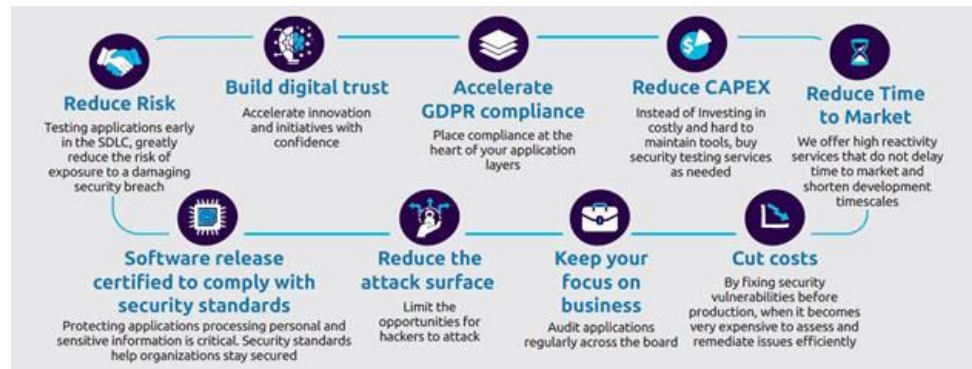 Reduce Risk
Testing applications early
in the SDLC, greatly
reduce the risk of
exposure to a damaging
security breach
Build digital trust
Accelerate innovation
and initiatives with
confidence
Accelerate
GDPR compliance
Place compliance at the
heart of your application
layers
Reduce CAPEX
Instead of Investing in
costly and hard to
maintain tools, buy
security testing services
as needed
Reduce Time
to Market
We offer high reactivity
services that do not delay
time to market and
shorten development
timescales
Software release
certified to comply with
security standards
Protecting applications processing personal and
sensitive information is critical. Security standards
help organizations stay secured
Reduce the
attack surface
Limit the
opportunities for
hackers to attack
Keep your
focus on
business
Audit applications
regularly across the board
Cut costs
By fixing security
vulnerabilities before
production, when it becomes
very expensive to assess and
remediate issues efficiently